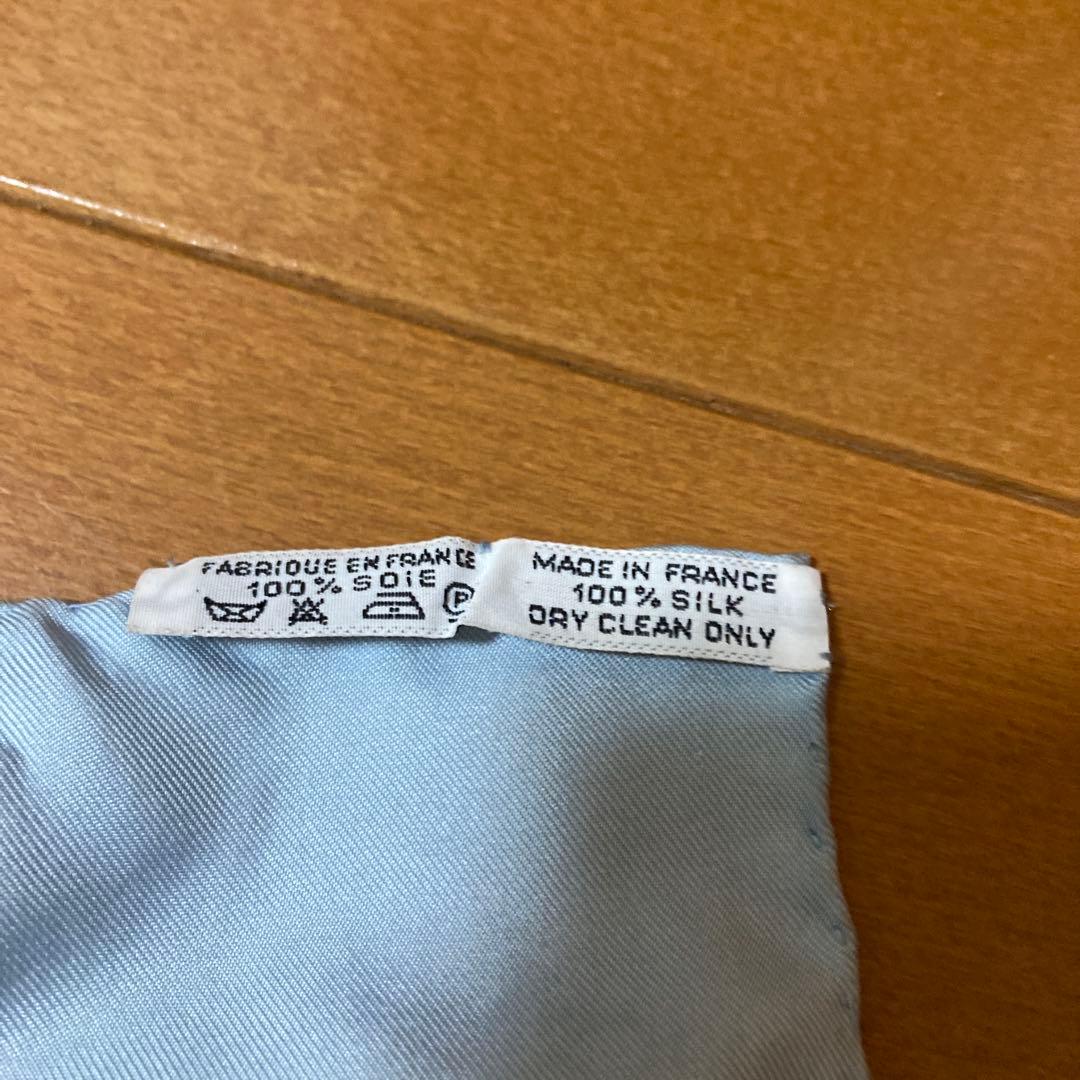 FABRIQUE EN FRANCE
100% SOIE
P
MADE IN FRANCE
100% SILK
DRY CLEAN ONLY